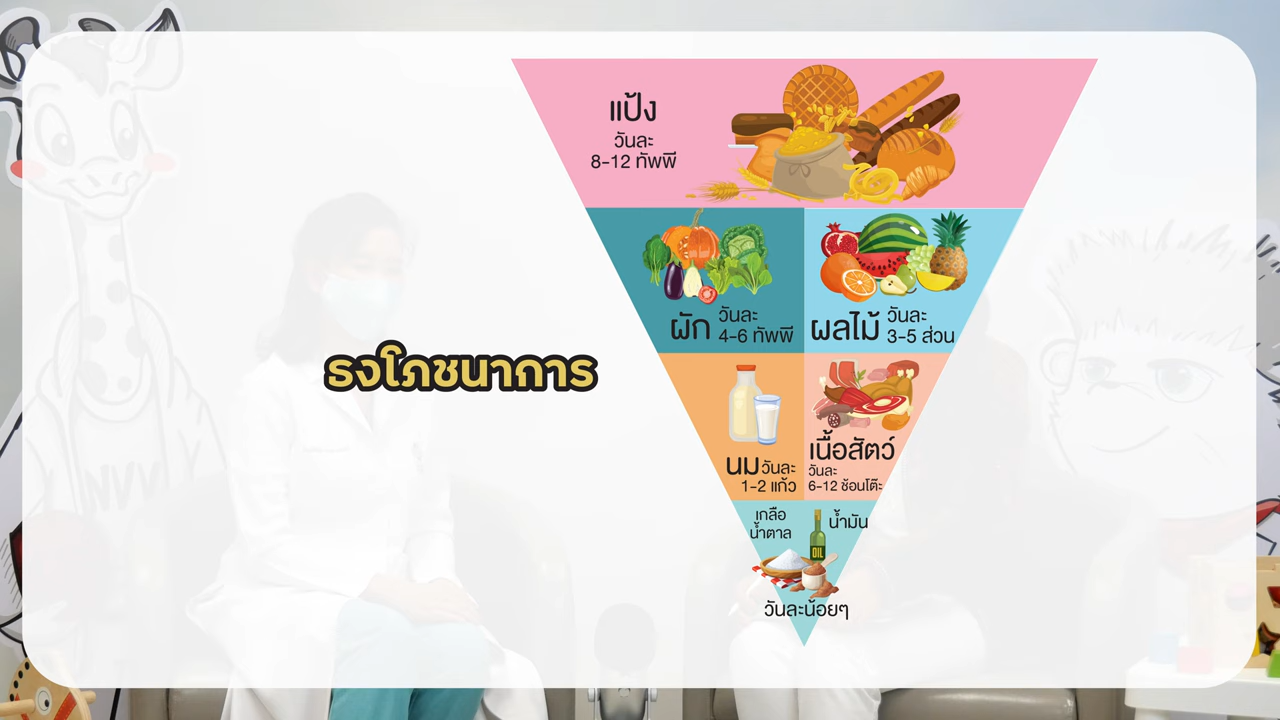 แป้ง
วันละ
8-12 ทัพพี
ผัก วันละ
4-6 ทัพพี
ผลไม้ วันละ
3-5 ส่วน
ธงโภชนาการ
นม วันละ
1-2 แก้ว
เนื้อสัตว์
วันละ
6-12 ช้อนโต๊ะ
เกลือ
น้ำตาล
น้ำมัน
OIL
วันละน้อยๆ